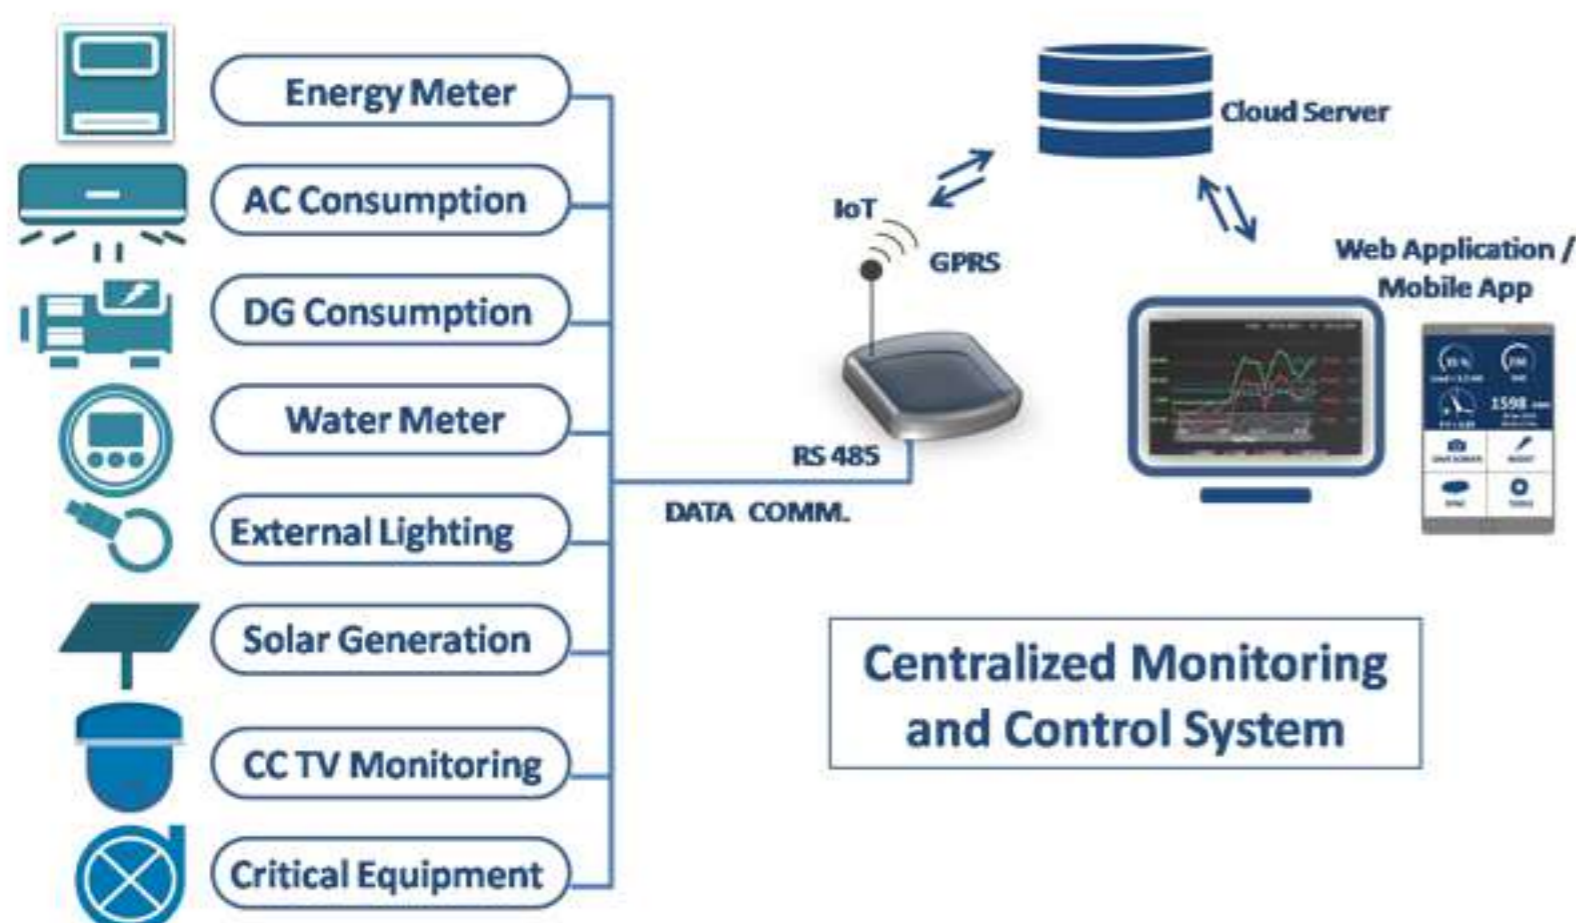 Energy Meter
AC Consumption
DG Consumption
Water Meter
External Lighting
Solar Generation
CC TV Monitoring
Critical Equipment
RS 485
DATA COMM.
IoT
GPRS
Cloud Server
Web Application /
Mobile App
1598
Centralized Monitoring
and Control System